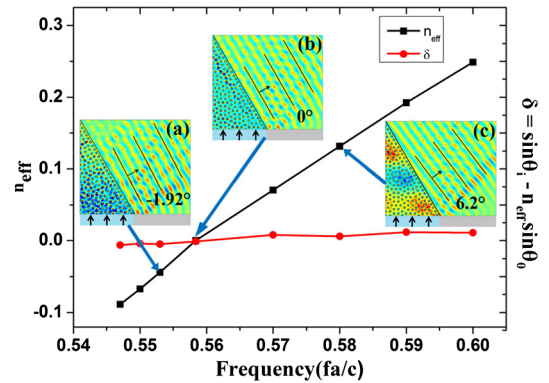 0.3
0.2
0.1
0.0
-0.1
n_eff
0.54 0.55 0.56 0.57 0.58 0.59 0.60
Frequency(fa/c)
δ = sinθ_i - n_eff sinθ_0
n_eff
δ
(a)
-1.92°
(b)
0°
(c)
6.2°